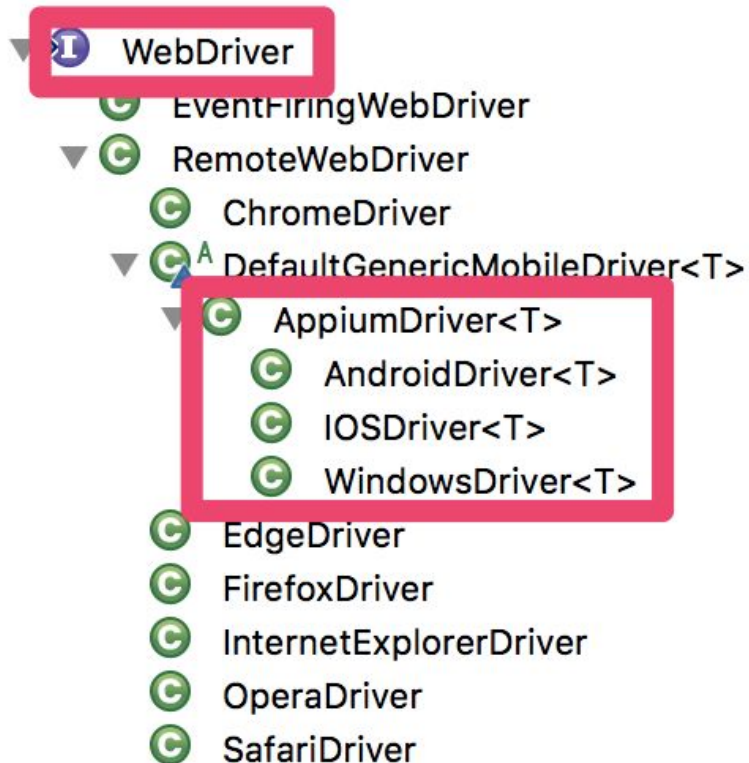 I WebDriver
C EventFiringWebDriver
C RemoteWebDriver
C ChromeDriver
C A DefaultGenericMobileDriver<T>
C AppiumDriver<T>
C AndroidDriver<T>
C IOSDriver<T>
C WindowsDriver<T>
C EdgeDriver
C FirefoxDriver
C InternetExplorerDriver
C OperaDriver
C SafariDriver